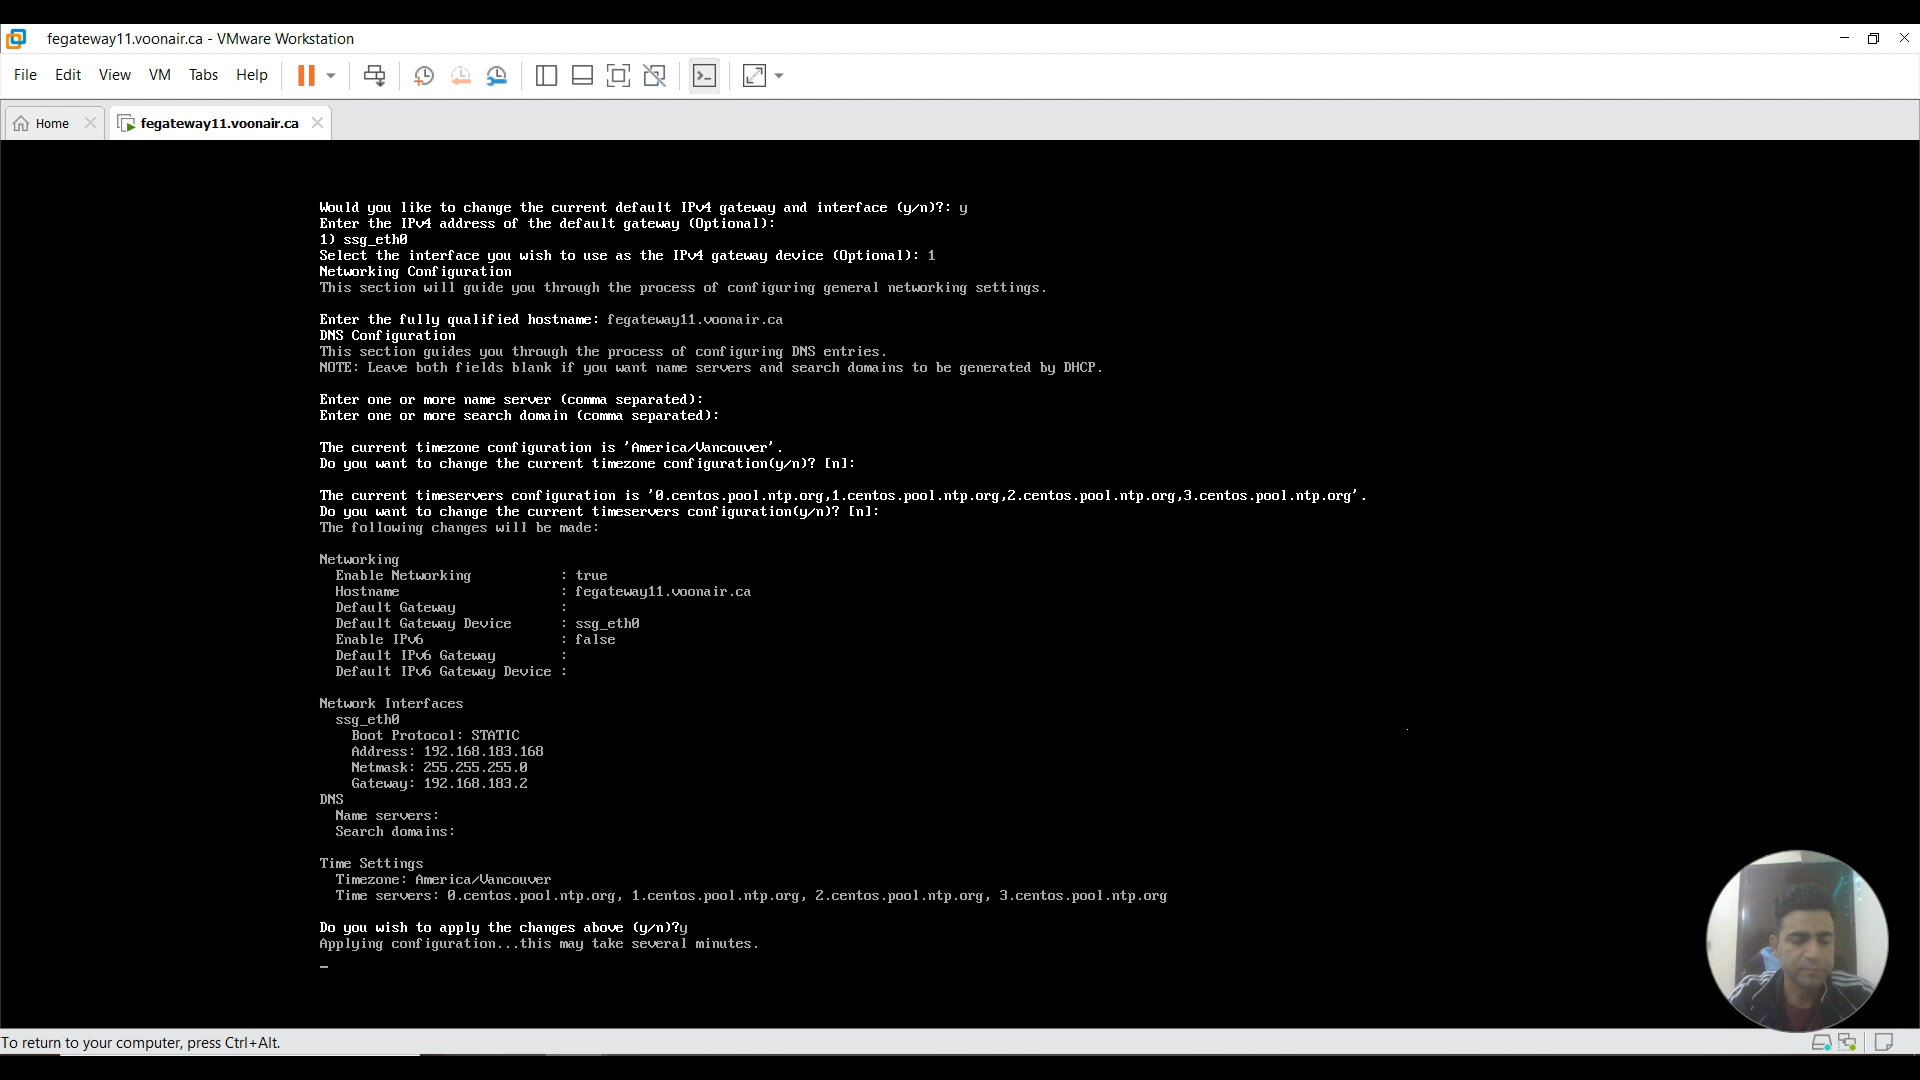 fegateway11.voonair.ca - VMware Workstation
File Edit View VM Tabs Help
Home fegateway11.voonair.ca
Would you like to change the current default IPv4 gateway and interface (y/n)?: y
Enter the IPv4 address of the default gateway (Optional):
1) ssg_eth0
Select the interface you wish to use as the IPv4 gateway device (Optional): 1
Networking Configuration
This section will guide you through the process of configuring general networking settings.
Enter the fully qualified hostname: fegateway11.voonair.ca
DNS Configuration
This section guides you through the process of configuring DNS entries.
NOTE: Leave both fields blank if you want name servers and search domains to be generated by DHCP.
Enter one or more name server (comma separated):
Enter one or more search domain (comma separated):
The current timezone configuration is 'America/Vancouver'.
Do you want to change the current timezone configuration(y/n)? [n]:
The current timeservers configuration is '0.centos.pool.ntp.org,1.centos.pool.ntp.org,2.centos.pool.ntp.org,3.centos.pool.ntp.org'.
Do you want to change the current timeservers configuration(y/n)? [n]:
The following changes will be made:
Networking
Enable Networking : true
Hostname : fegateway11.voonair.ca
Default Gateway :
Default Gateway Device : ssg_eth0
Enable IPv6 : false
Default IPv6 Gateway :
Default IPv6 Gateway Device :
Network Interfaces
ssg_eth0
Boot Protocol: STATIC
Address: 192.168.183.168
Netmask: 255.255.255.0
Gateway: 192.168.183.2
DNS
Name servers:
Search domains:
Time Settings
Timezone: America/Vancouver
Time servers: 0.centos.pool.ntp.org, 1.centos.pool.ntp.org, 2.centos.pool.ntp.org, 3.centos.pool.ntp.org
Do you wish to apply the changes above (y/n)?y
Applying configuration...this may take several minutes.
_
To return to your computer, press Ctrl+Alt.